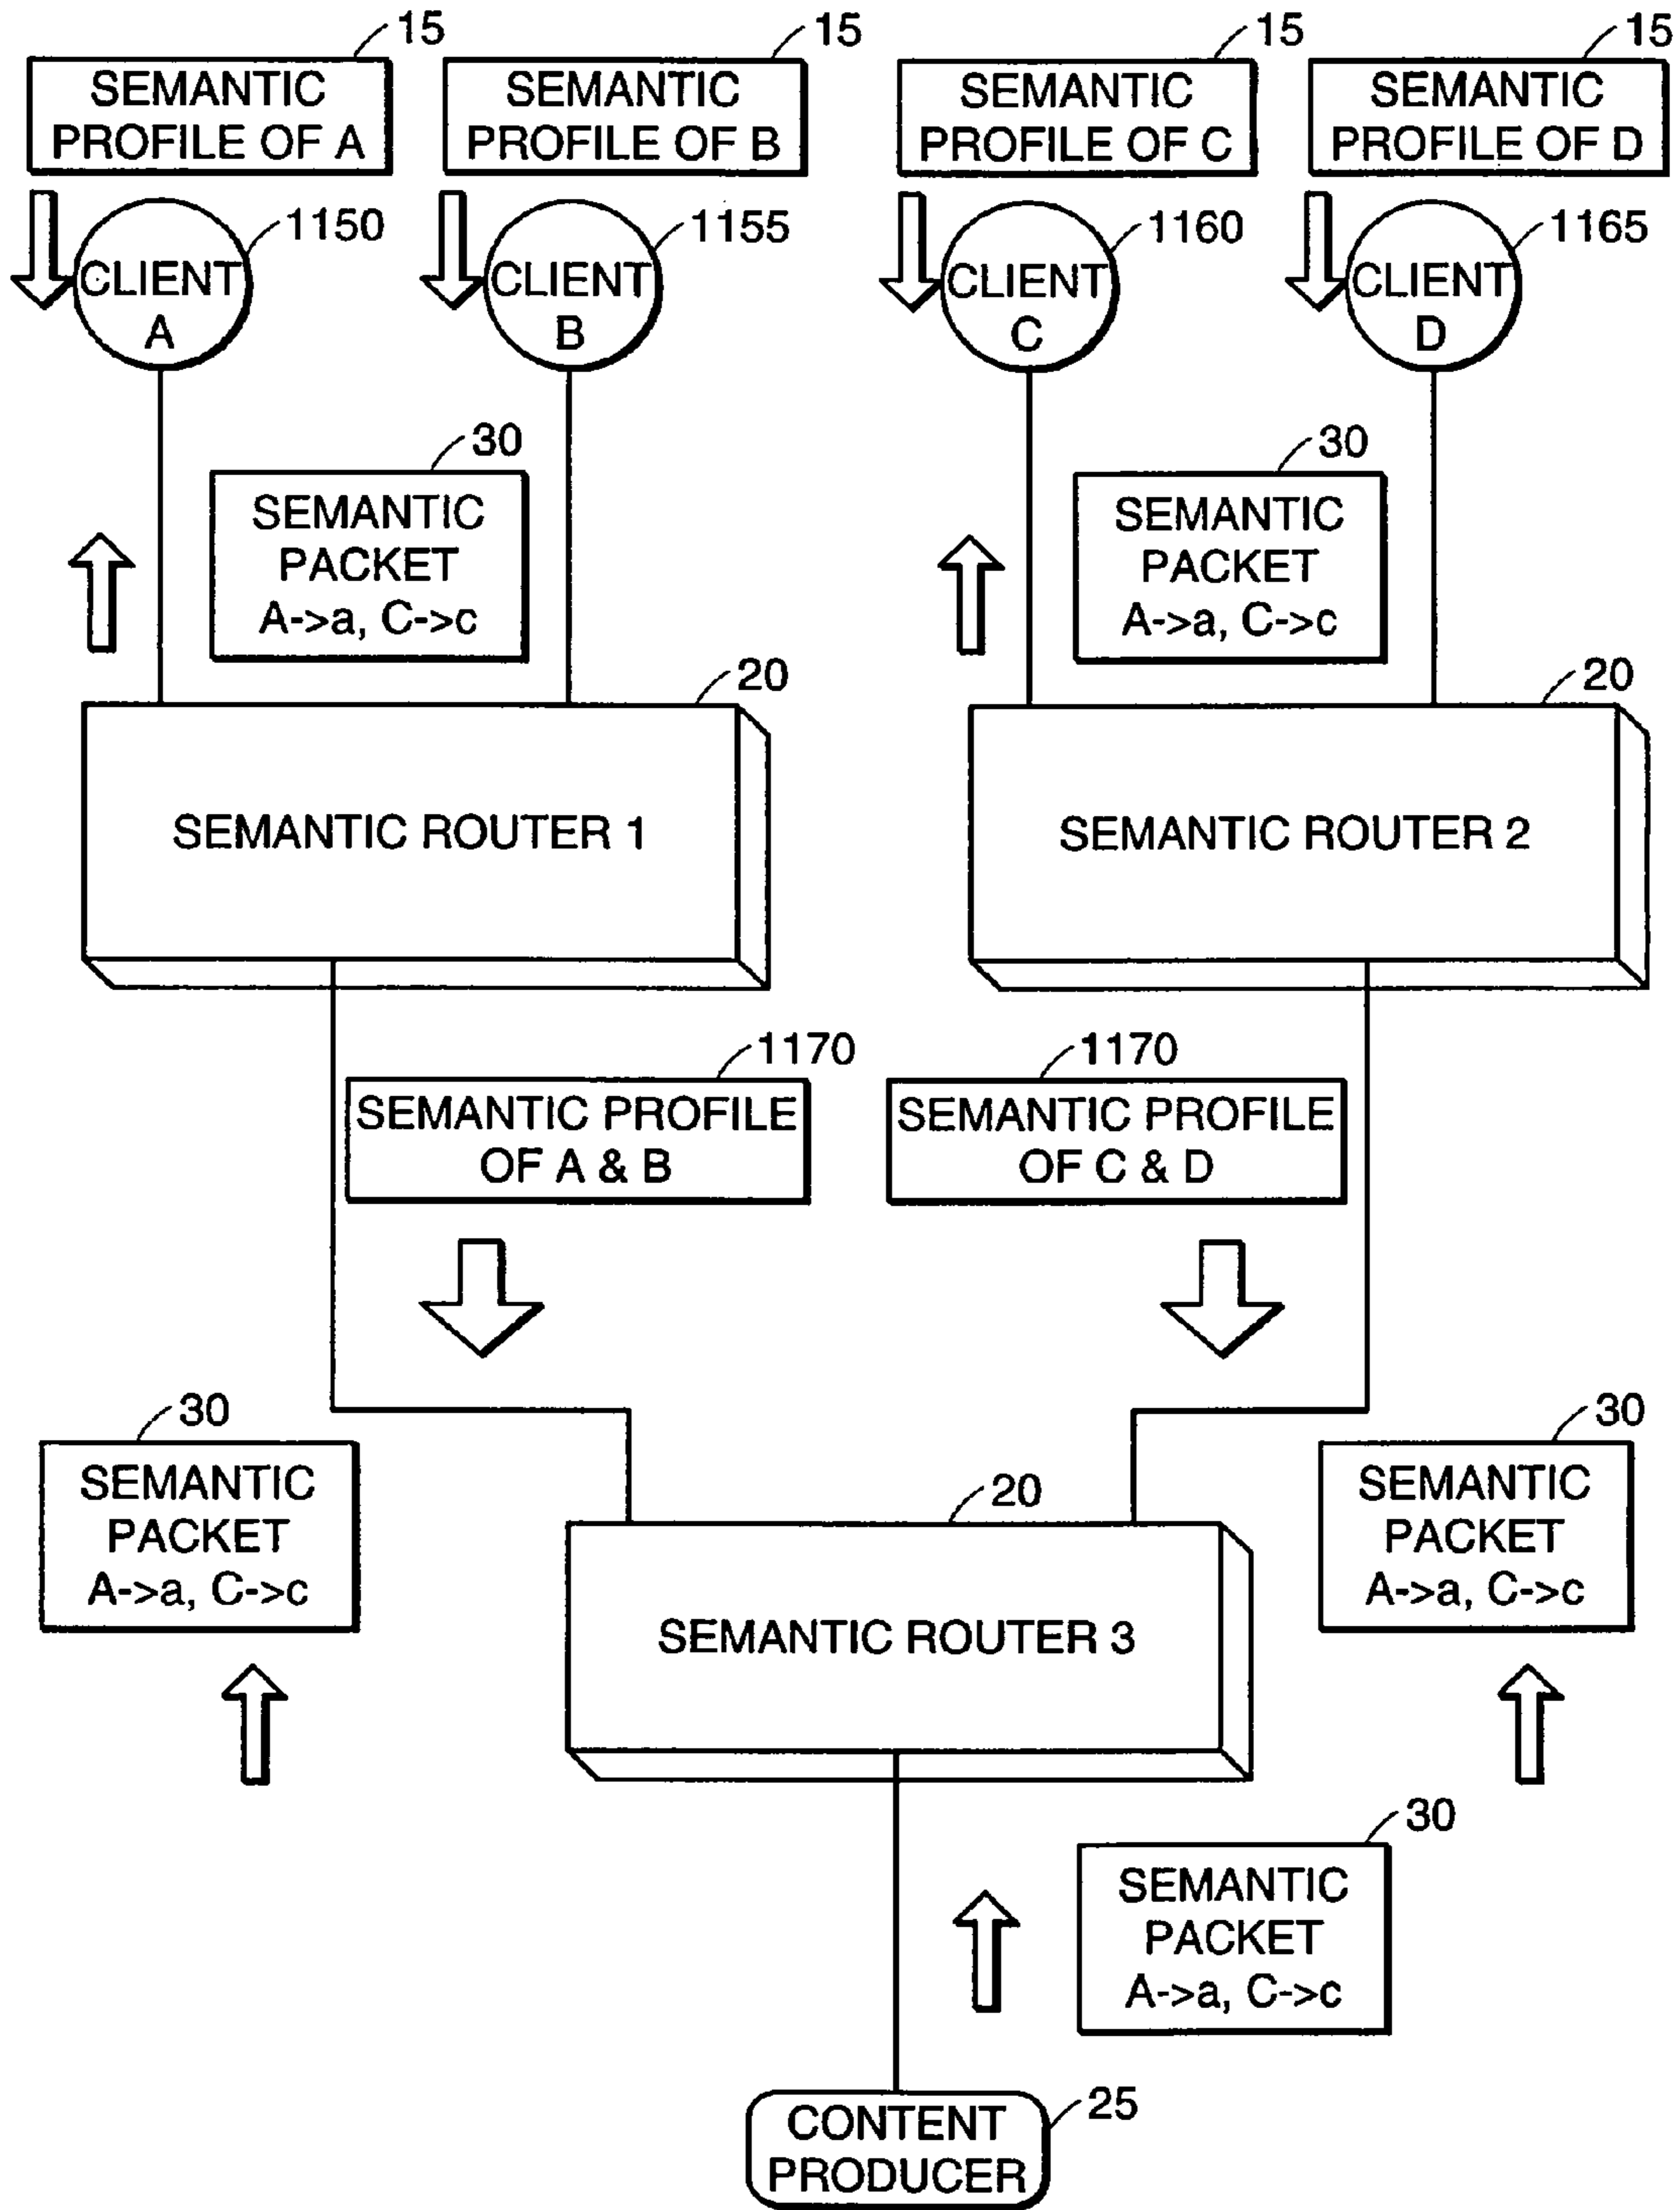 15
15
15
15
SEMANTIC
PROFILE OF A
SEMANTIC
PROFILE OF B
SEMANTIC
PROFILE OF C
SEMANTIC
PROFILE OF D
1150
1155
1160
1165
CLIENT
A
CLIENT
B
CLIENT
C
CLIENT
D
30
30
SEMANTIC
PACKET
A->a, C->c
SEMANTIC
PACKET
A->a, C->c
20
20
SEMANTIC ROUTER 1
SEMANTIC ROUTER 2
1170
1170
SEMANTIC PROFILE
OF A & B
SEMANTIC PROFILE
OF C & D
30
30
SEMANTIC
PACKET
A->a, C->c
20
SEMANTIC
PACKET
A->a, C->c
SEMANTIC ROUTER 3
30
SEMANTIC
PACKET
A->a, C->c
25
CONTENT
PRODUCER